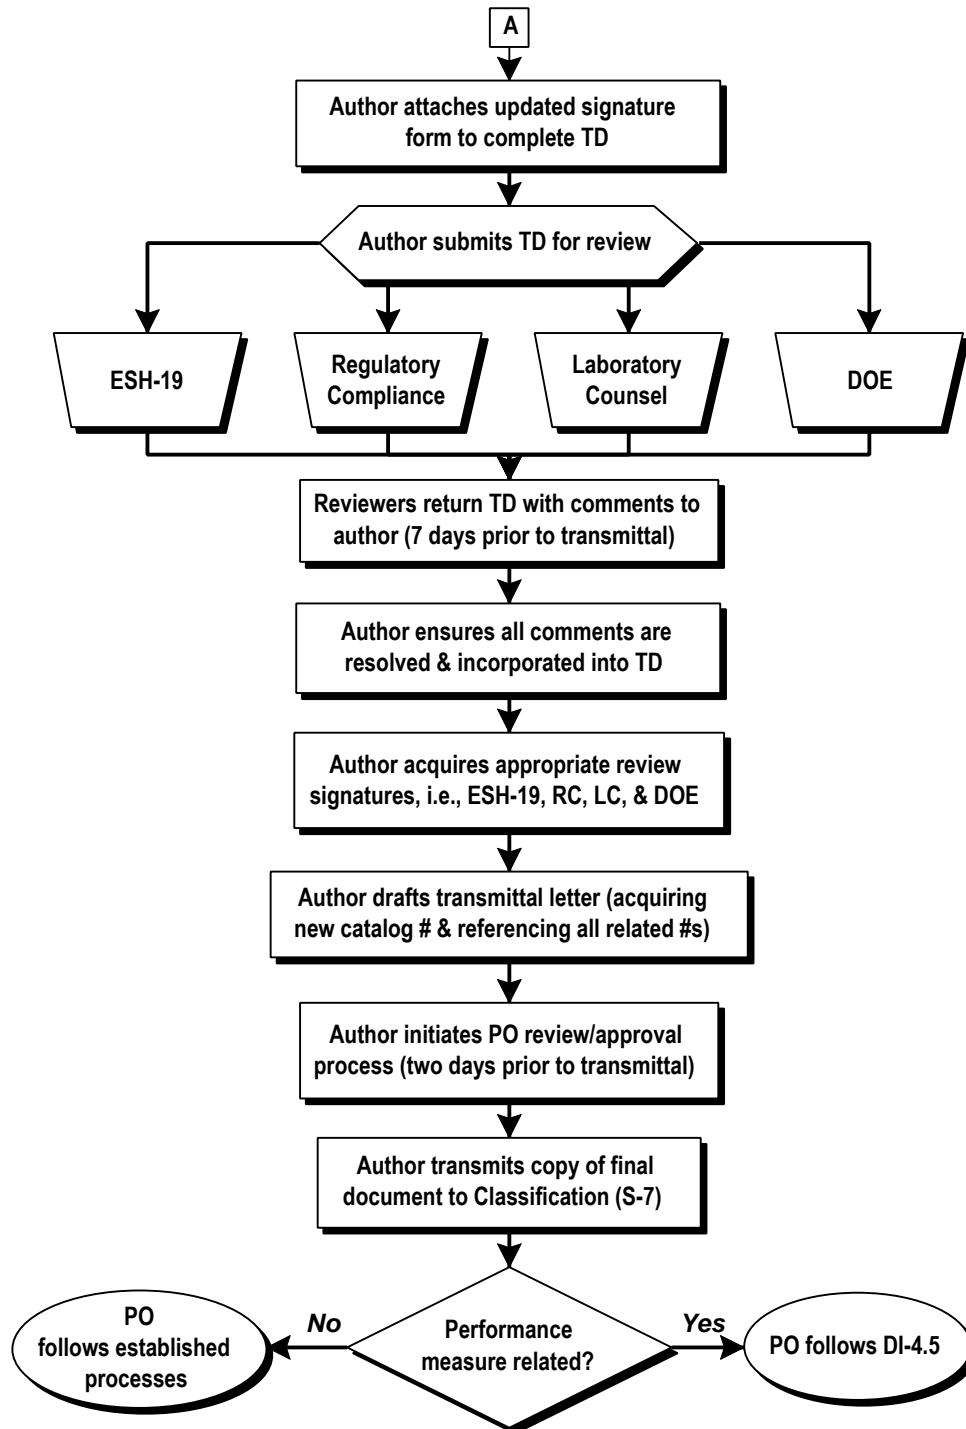 A
Author attaches updated signature
form to complete TD
Author submits TD for review
ESH-19
Regulatory
Compliance
Laboratory
Counsel
DOE
Reviewers return TD with comments to
author (7 days prior to transmittal)
Author ensures all comments are
resolved & incorporated into TD
Author acquires appropriate review
signatures, i.e., ESH-19, RC, LC, & DOE
Author drafts transmittal letter (acquiring
new catalog # & referencing all related #s)
Author initiates PO review/approval
process (two days prior to transmittal)
Author transmits copy of final
document to Classification (S-7)
PO
follows established
processes
No
Performance
measure related?
Yes
PO follows DI-4.5